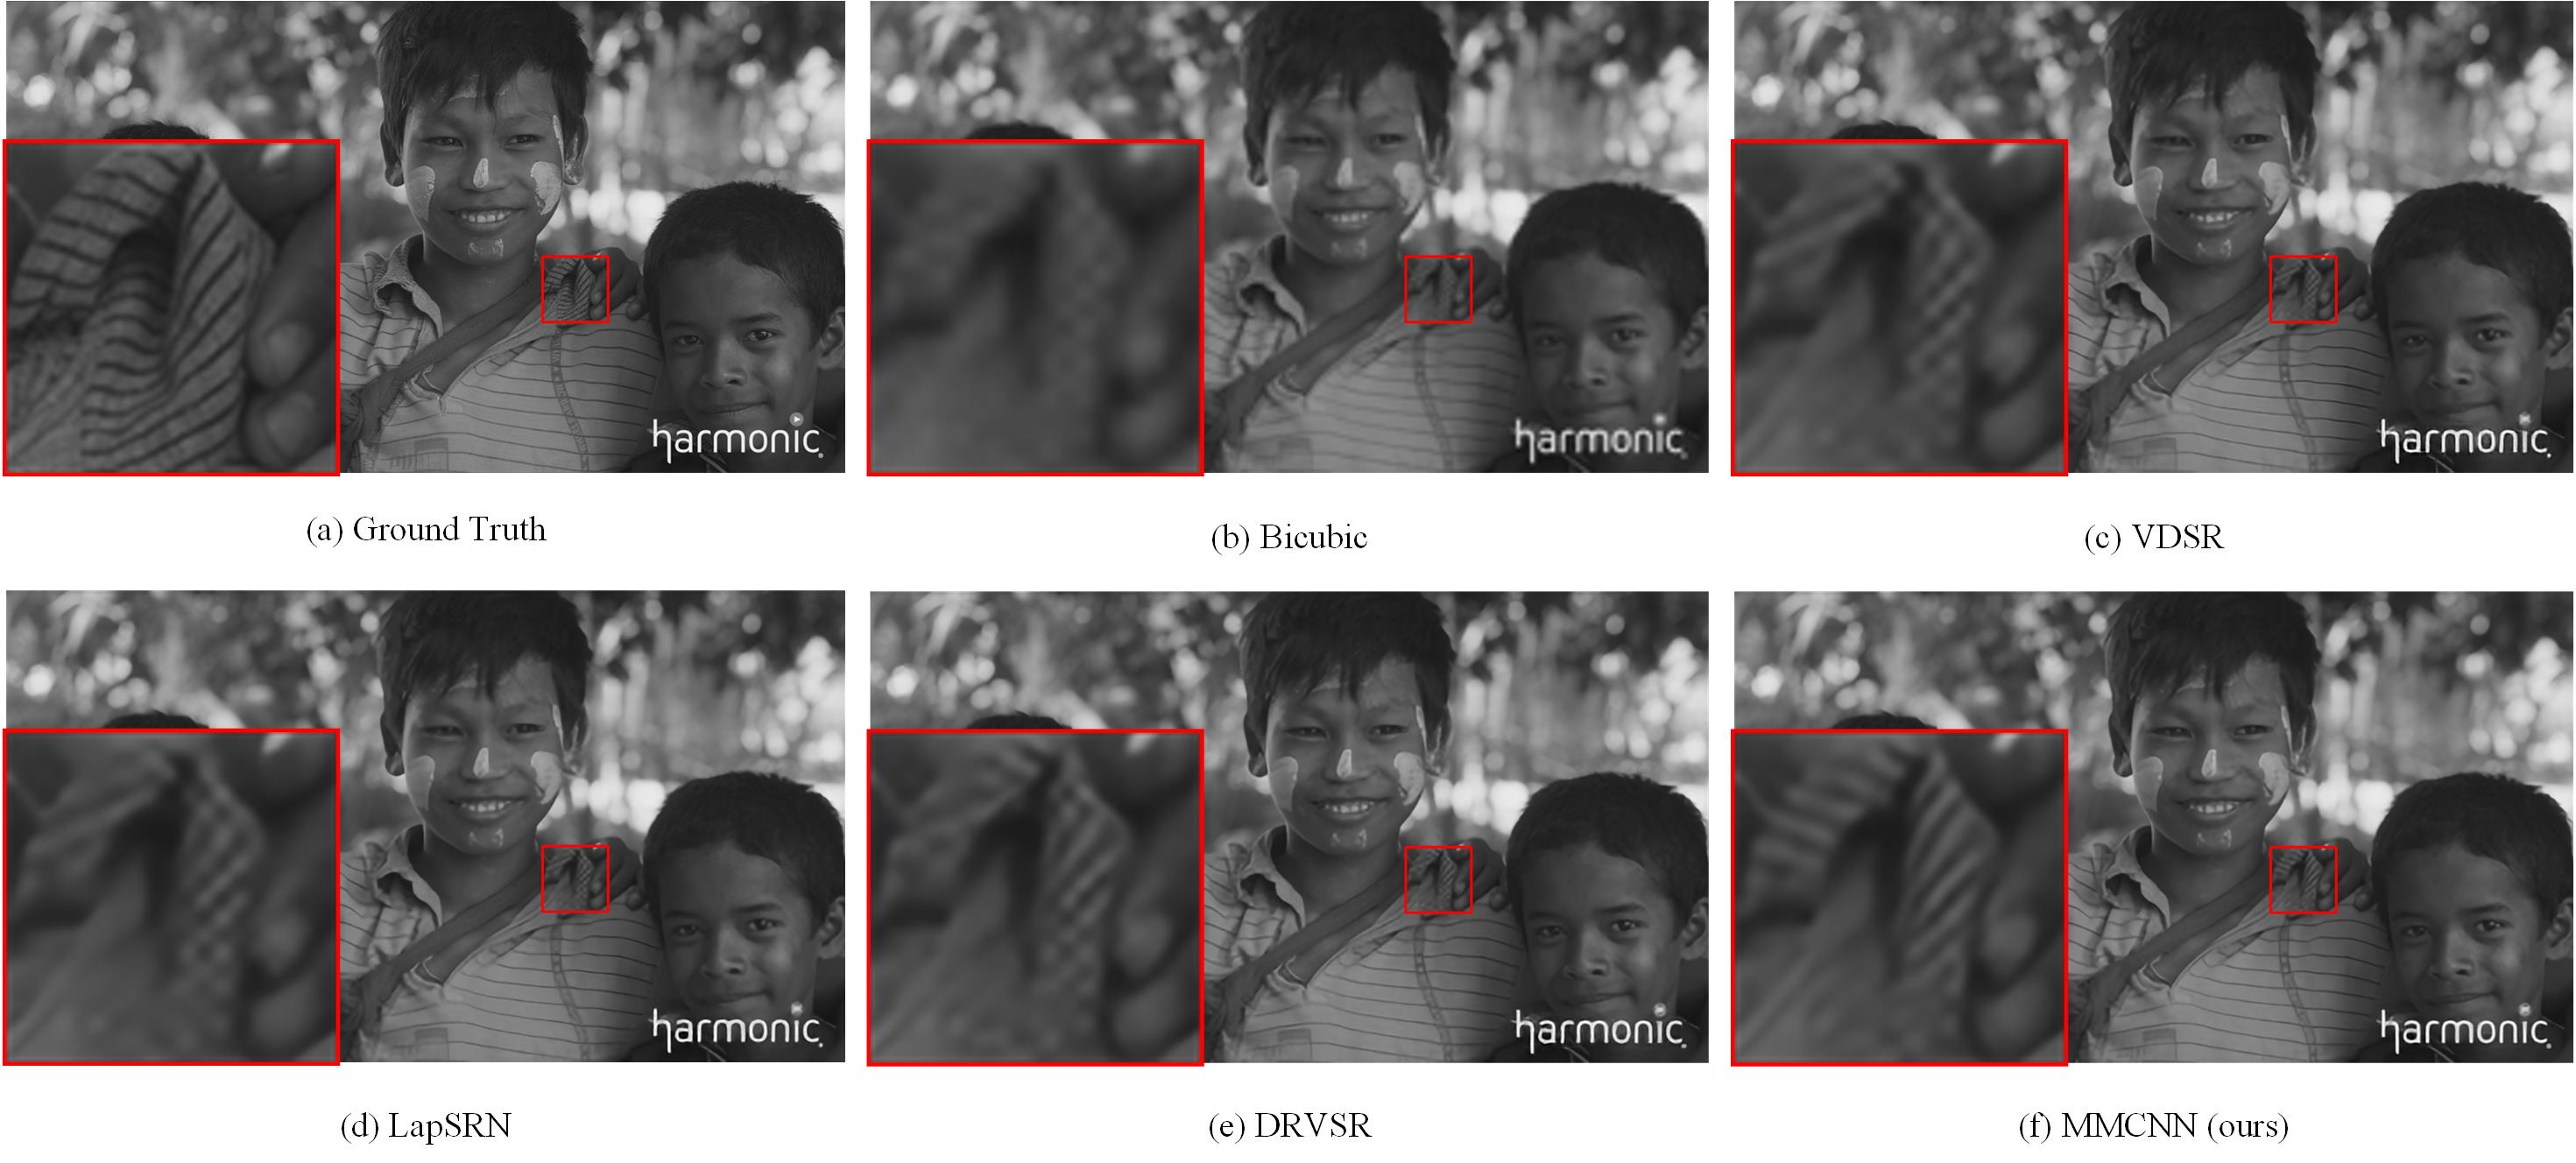 harmonic
harmonic
harmonic
(a) Ground Truth
(b) Bicubic
(c) VDSR
harmonic
harmonic
harmonic
(d) LapSRN
(e) DRVSR
(f) MMCNN (ours)